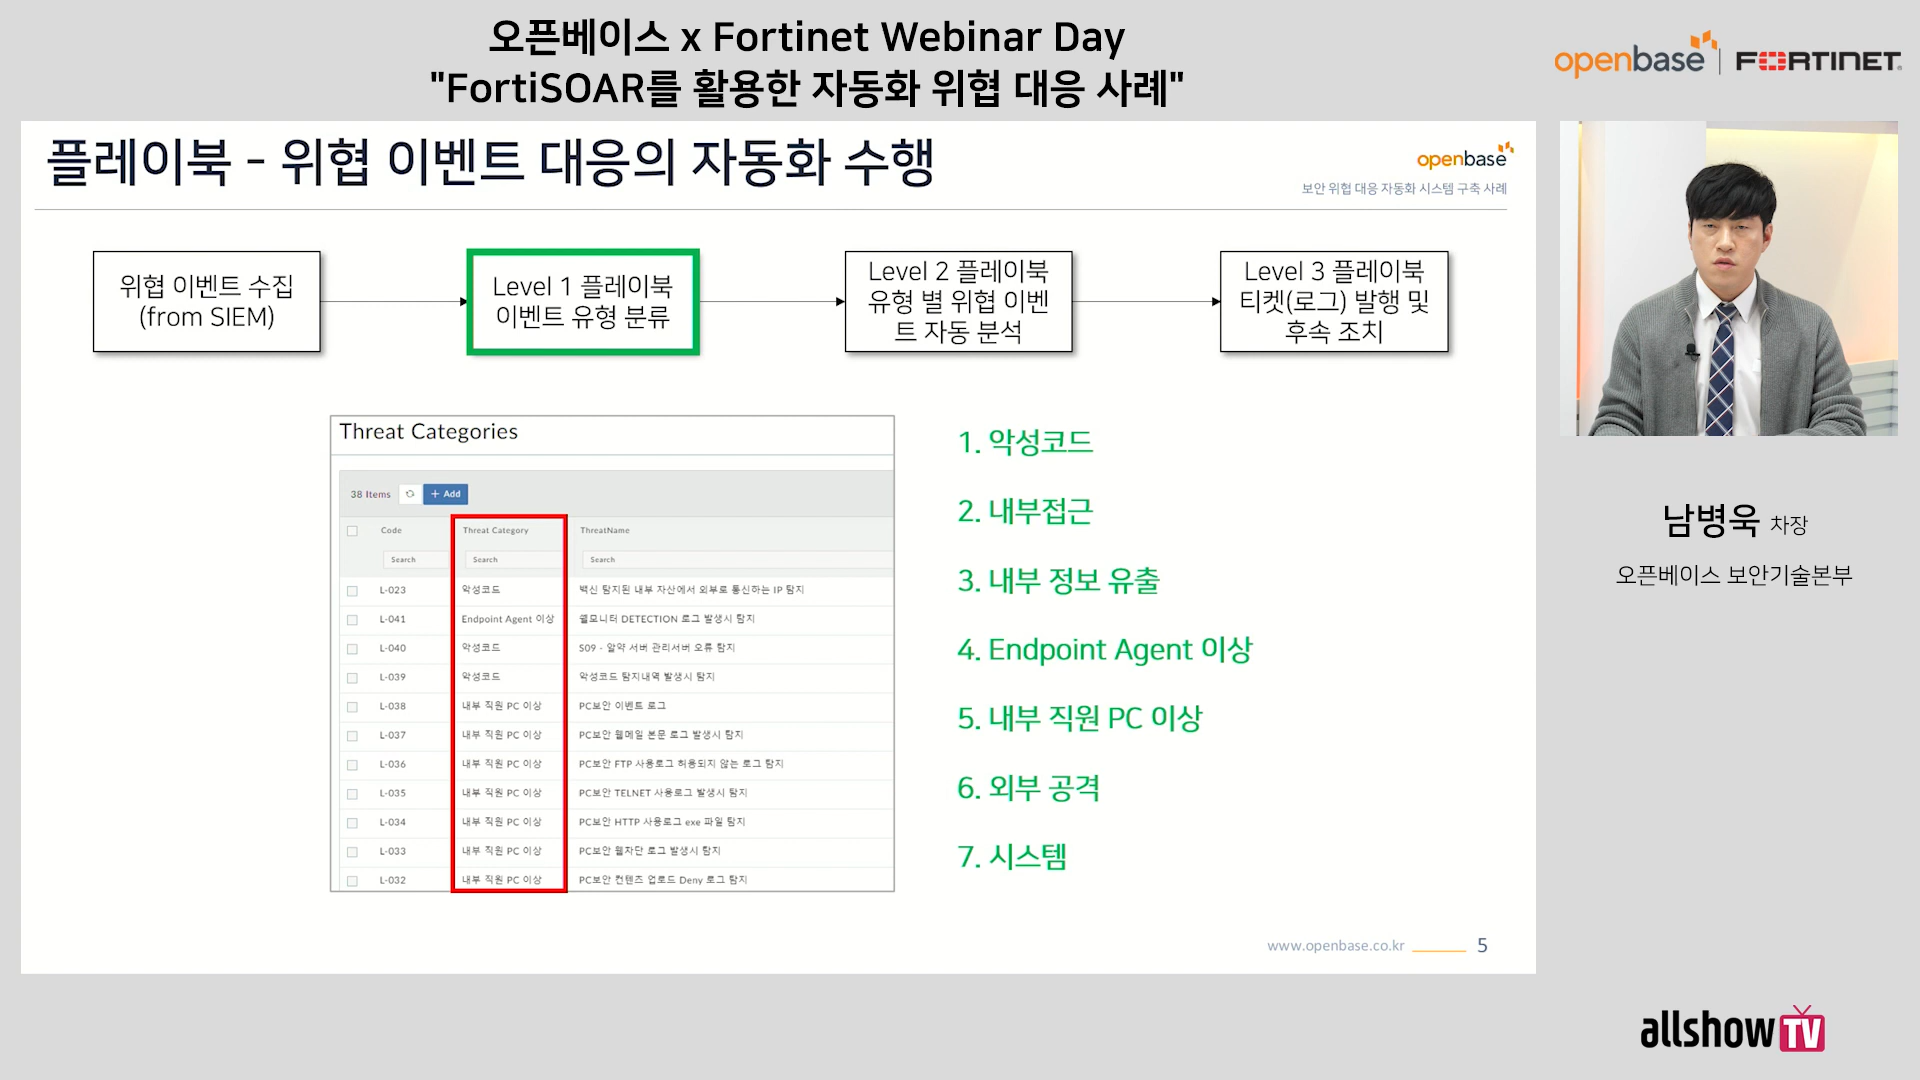 오픈베이스 x Fortinet Webinar Day
"FortiSOAR를 활용한 자동화 위협 대응 사례"
openbase
FORTINET
플레이북 - 위협 이벤트 대응의 자동화 수행
openbase
보안 위협 대응 자동화 시스템 구축 사례
위협 이벤트 수집
(from SIEM)
Level 1 플레이북
이벤트 유형 분류
Level 2 플레이북
유형 별 위협 이벤
트 자동 분석
Level 3 플레이북
티켓(로그) 발행 및
후속 조치
Threat Categories
38 Items
+ Add
Code Threat Category ThreatName
Search Search Search
L-023 악성코드 백신 탐지된 내부 자산에서 외부로 통신하는 IP 탐지
L-041 Endpoint Agent 이상 쉘모니터 DETECTION 로그 발생시 탐지
L-040 악성코드 S09 - 알약 서버 관리서버 오류 탐지
L-039 악성코드 악성코드 탐지내역 발생시 탐지
L-038 내부 직원 PC 이상 PC보안 이벤트 로그
L-037 내부 직원 PC 이상 PC보안 웹메일 본문 로그 발생시 탐지
L-036 내부 직원 PC 이상 PC보안 FTP 사용로그 허용되지 않는 로그 탐지
L-035 내부 직원 PC 이상 PC보안 TELNET 사용로그 발생시 탐지
L-034 내부 직원 PC 이상 PC보안 HTTP 사용로그 exe 파일 탐지
L-033 내부 직원 PC 이상 PC보안 웹차단 로그 발생시 탐지
L-032 내부 직원 PC 이상 PC보안 컨텐츠 업로드 Deny 로그 탐지
1. 악성코드
2. 내부접근
3. 내부 정보 유출
4. Endpoint Agent 이상
5. 내부 직원 PC 이상
6. 외부 공격
7. 시스템
www.openbase.co.kr
5
남병욱 차장
오픈베이스 보안기술본부
allshowTV